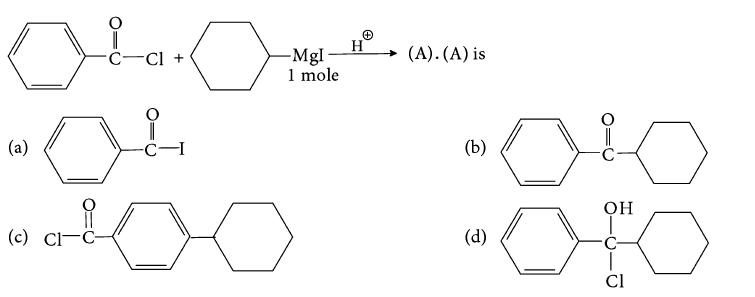 O
C—Cl + —MgI H⊕ (A). (A) is
1 mole
(a) O C—I
(b) O C
(c) Cl—C O
(d) OH C Cl